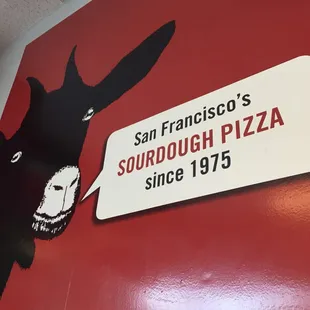 San Francisco's
SOURDOUGH PIZZA
since 1975